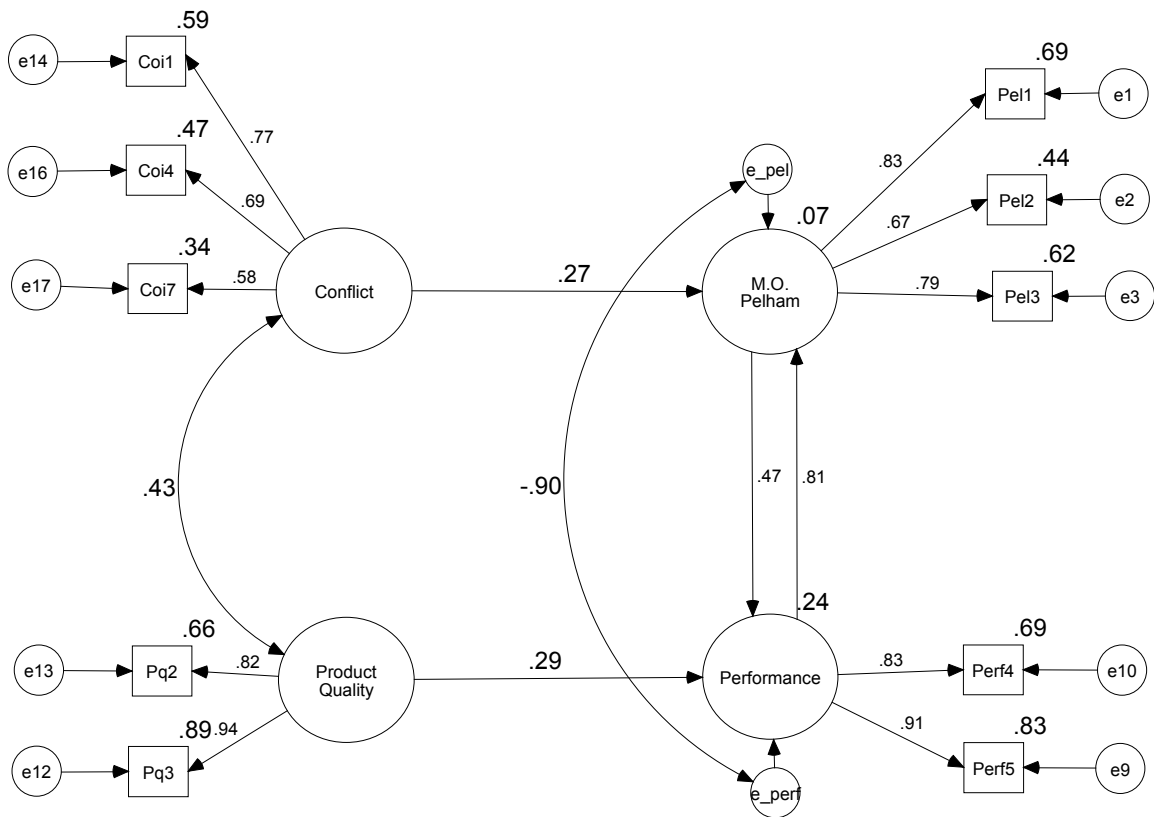 .59
e14
Coi1
.77
.47
e16
Coi4
.69
.34
e17
Coi7
.58
Conflict
.27
.43
.66
e13
Pq2
.82
Product
Quality
.29
.89
.94
e12
Pq3
e_pel
.07
M.O.
Pelham
-.90
.47
.81
.24
Performance
e_perf
.69
Pel1
e1
.83
.44
Pel2
e2
.67
.62
Pel3
e3
.79
.69
Perf4
e10
.83
.83
Perf5
e9
.91